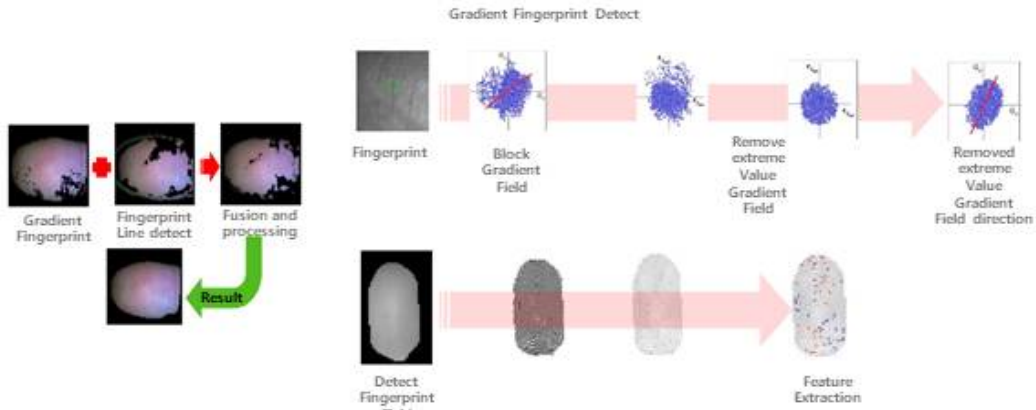 Gradient Fingerprint Detect
Fingerprint
Block
Gradient
Field
Remove
extreme
Value
Gradient
Field
Removed
extreme
Value
Gradient
Field direction
Gradient
Fingerprint
Fingerprint
Line detect
Fusion and
processing
Result
Detect
Fingerprint
Feature
Extraction